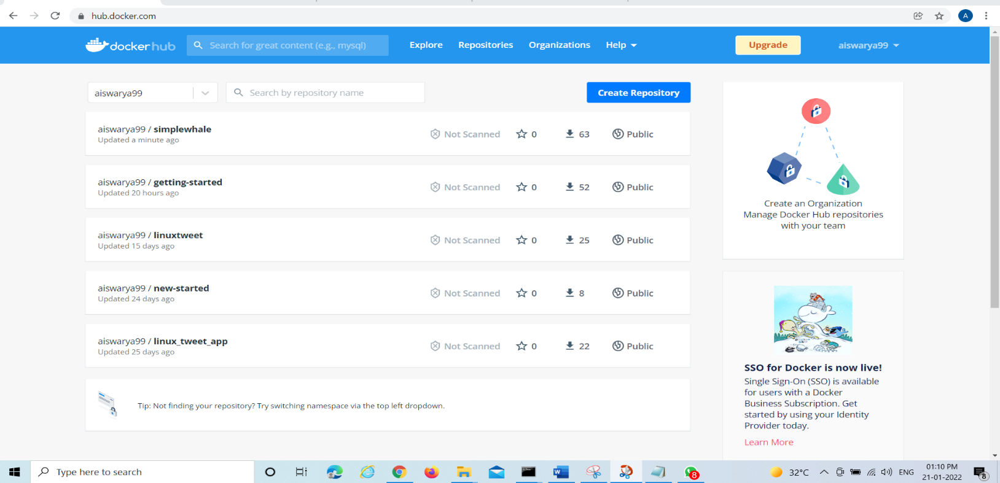 hub.docker.com
A
docker hub
Search for great content (e.g., mysql)
Explore
Repositories
Organizations
Help
Upgrade
aiswarya99
aiswarya99
Search by repository name
Create Repository
aiswarya99 / simplewhale
Updated a minute ago
Not Scanned
0
63
Public
aiswarya99 / getting-started
Updated 20 hours ago
Not Scanned
0
52
Public
aiswarya99 / linuxtweet
Updated 15 days ago
Not Scanned
0
25
Public
aiswarya99 / new-started
Updated 24 days ago
Not Scanned
0
8
Public
aiswarya99 / linux_tweet_app
Updated 25 days ago
Not Scanned
0
22
Public
Tip: Not finding your repository? Try switching namespace via the top left dropdown.
Create an Organization
Manage Docker Hub repositories
with your team
SSO for Docker is now live!
Single Sign-On (SSO) is available
for users with a Docker
Business Subscription. Get
started by using your Identity
Provider today.
Learn More
Type here to search
8
32°C
ENG
01:10 PM
21-01-2022
8